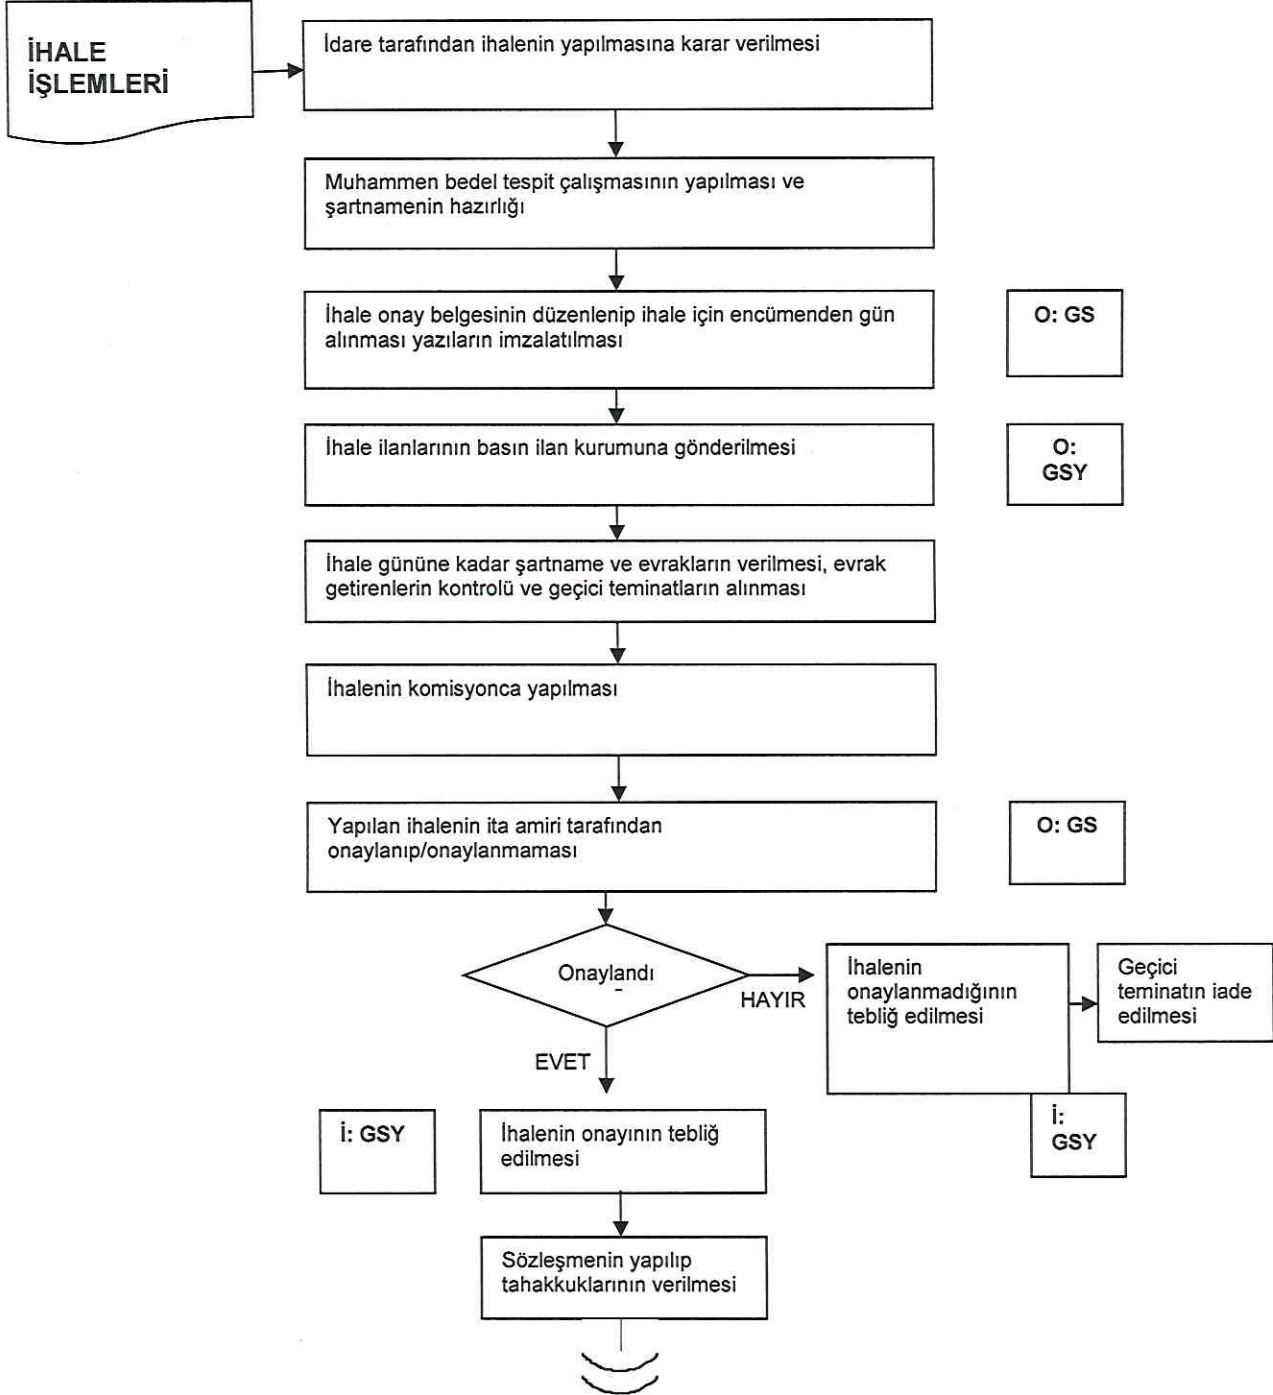 İHALE
İŞLEMLERİ
İdare tarafından ihalenin yapılmasına karar verilmesi
Muhammen bedel tespit çalışmasının yapılması ve
şartnamenin hazırlığı
İhale onay belgesinin düzenlenip ihale için encümenden gün
alınması yazıların imzalatılması
O: GS
İhale ilanlarının basın ilan kurumuna gönderilmesi
O:
GSY
İhale gününe kadar şartname ve evrakların verilmesi, evrak
getirenlerin kontrolü ve geçici teminatların alınması
İhalenin komisyonca yapılması
Yapılan ihalenin ita amiri tarafından
onaylanıp/onaylanmaması
O: GS
Onaylandı
HAYIR
İhalenin
onaylanmadığının
tebliğ edilmesi
Geçici
teminatın iade
edilmesi
EVET
İ:
GSY
İ: GSY
İhalenin onayının tebliğ
edilmesi
Sözleşmenin yapılıp
tahakkuklarının verilmesi